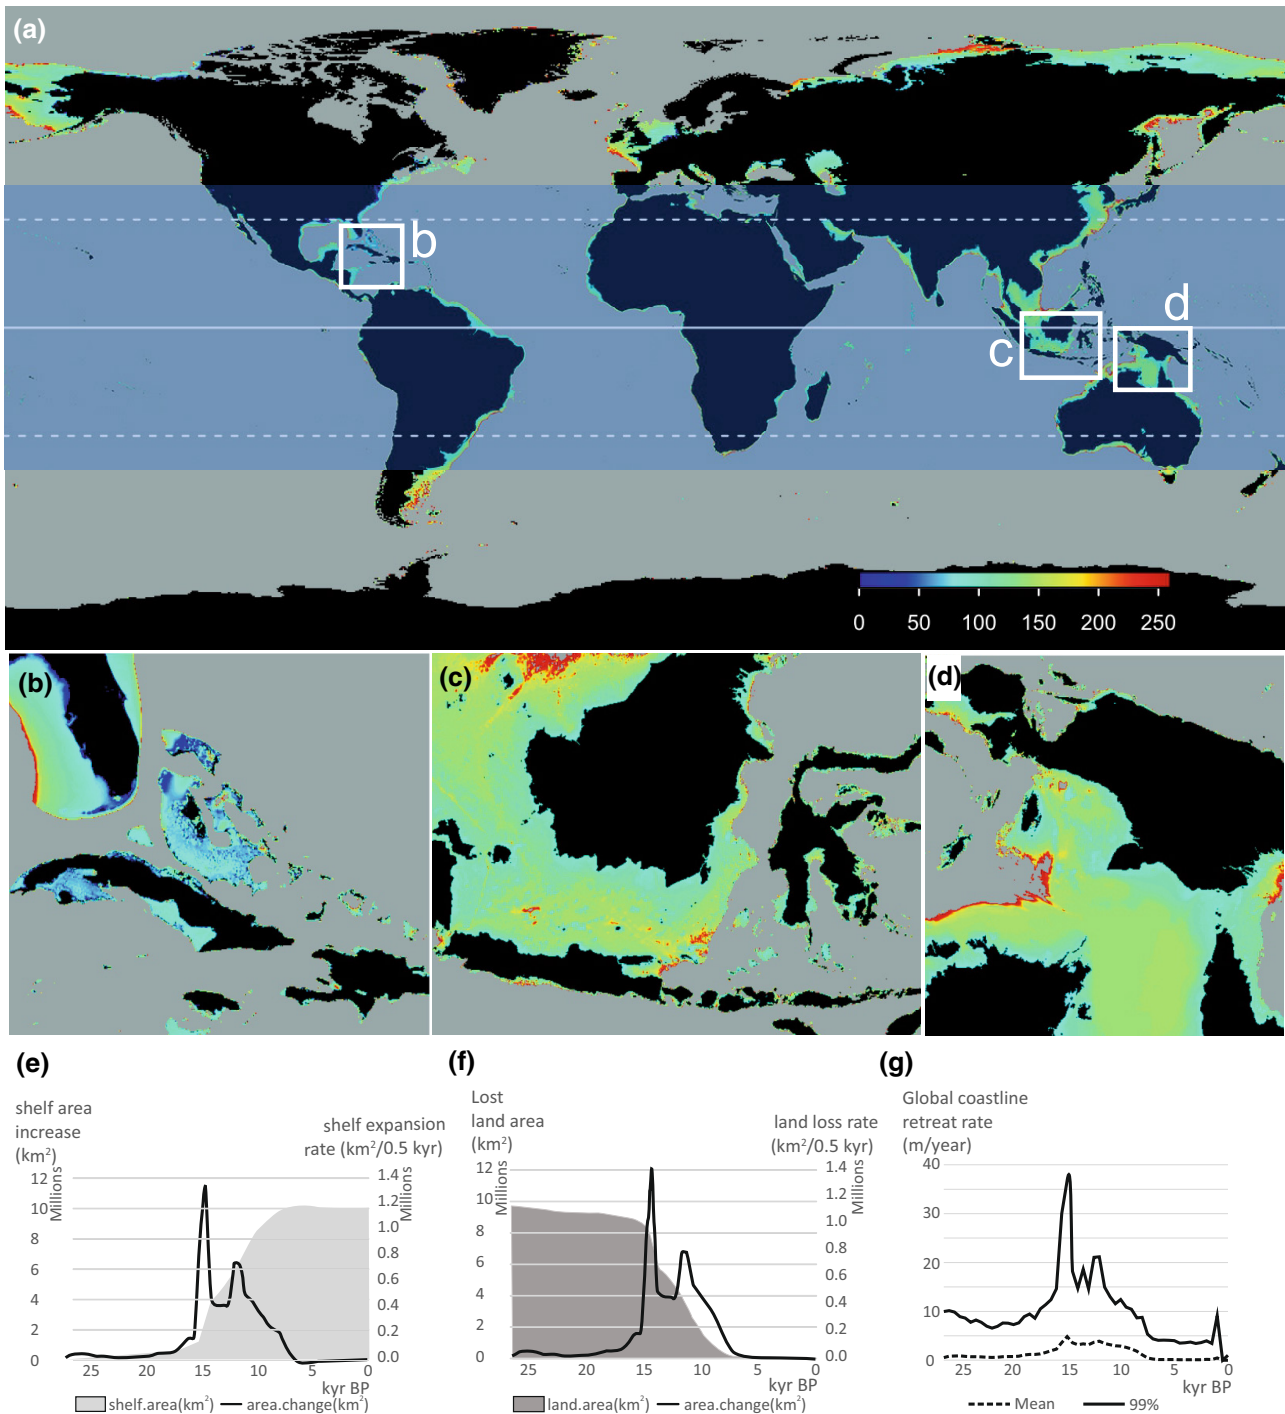 (a)
b
c
d
0 50 100 150 200 250
(b)
(c)
(d)
(e)
shelf area
increase
(km²)
shelf expansion
rate (km²/0.5 kyr)
Millions
Millions
12
10
8
6
4
2
0
1.4
1.2
1.0
0.8
0.6
0.4
0.2
0.0
25 20 15 10 5 0
kyr BP
shelf.area(km²) area.change(km²)
(f)
Lost
land area
(km²)
land loss rate
(km²/0.5 kyr)
Millions
Millions
12
10
8
6
4
2
0
1.4
1.2
1.0
0.8
0.6
0.4
0.2
0.0
25 20 15 10 5 0
kyr BP
land.area(km²) area.change(km²)
(g)
Global coastline
retreat rate
(m/year)
40
30
20
10
0
25 20 15 10 5 0
kyr BP
Mean 99%